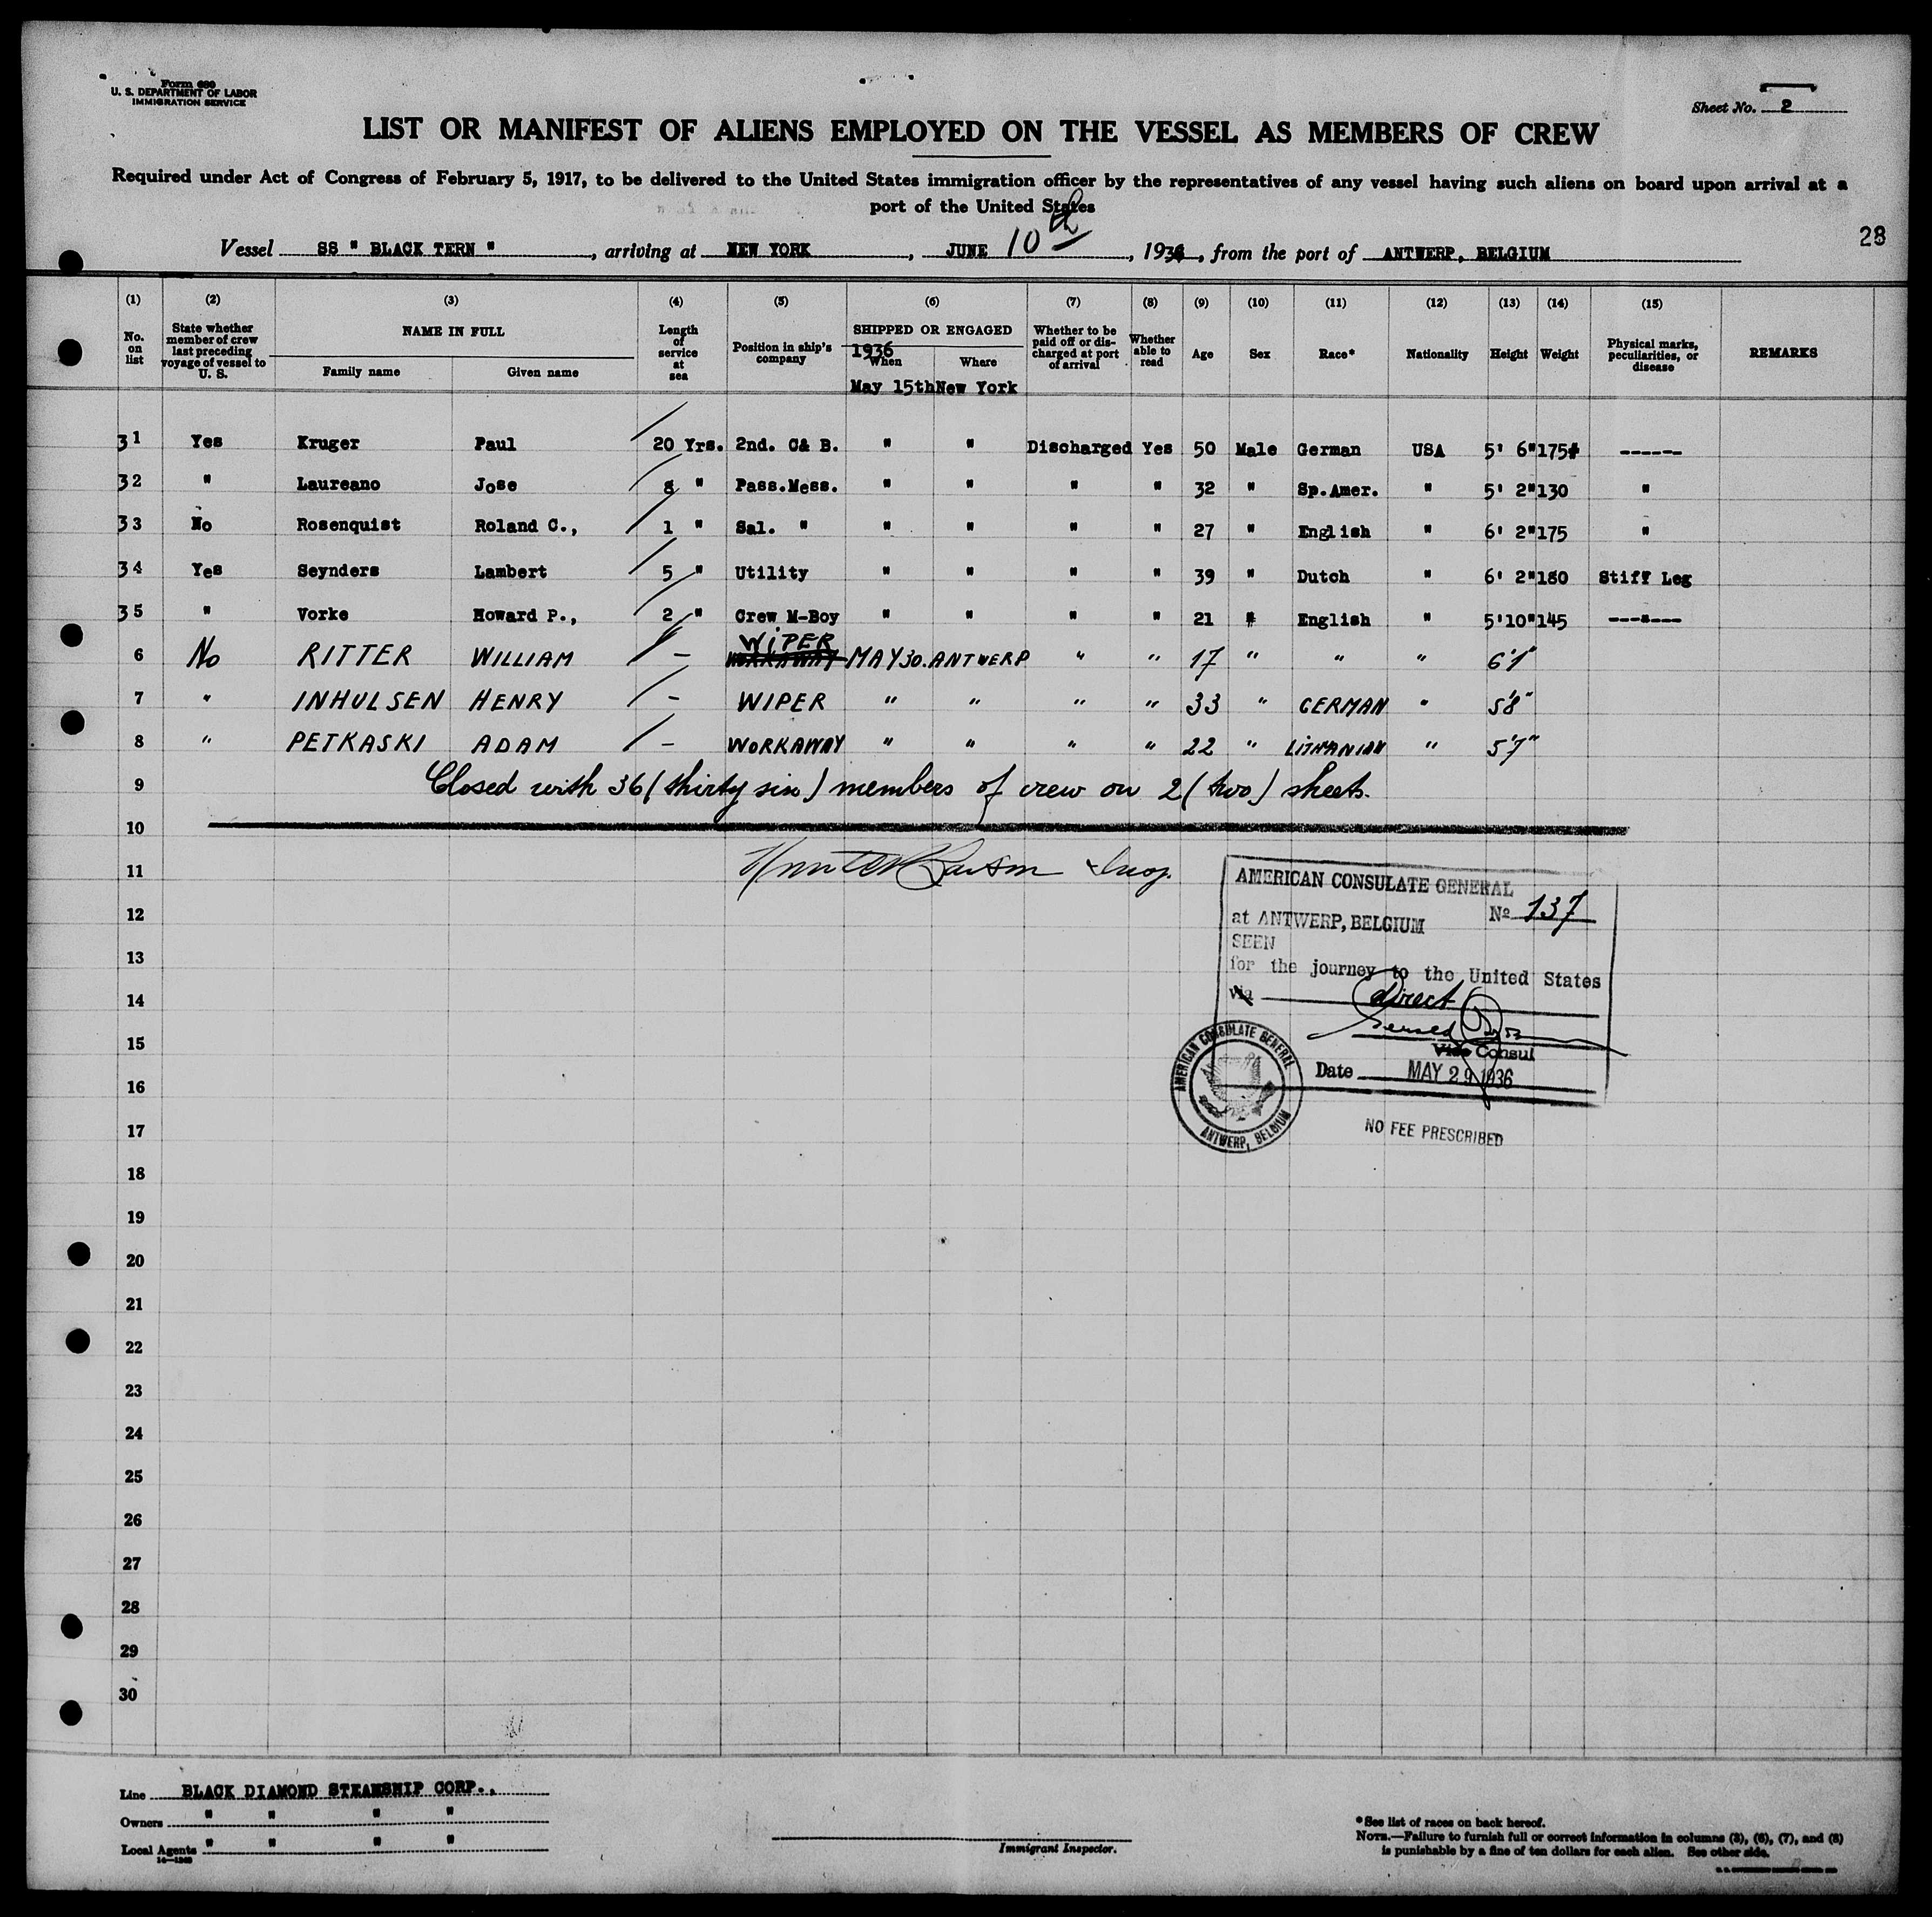 Form 680
U. S. DEPARTMENT OF LABOR
IMMIGRATION SERVICE
Sheet No. 2
LIST OR MANIFEST OF ALIENS EMPLOYED ON THE VESSEL AS MEMBERS OF CREW
Required under Act of Congress of February 5, 1917, to be delivered to the United States immigration officer by the representatives of any vessel having such aliens on board upon arrival at a
port of the United States
28
Vessel SS " BLACK TERN " , arriving at NEW YORK , JUNE 10th , 1936 , from the port of ANTWERP, BELGIUM
(1) (2) (3) (4) (5) (6) (7) (8) (9) (10) (11) (12) (13) (14) (15)
No. on list
State whether member of crew last preceding voyage of vessel to U. S.
NAME IN FULL
Family name Given name
Length of service at sea
Position in ship's company
SHIPPED OR ENGAGED
1936
When Where
May 15th New York
Whether to be paid off or discharged at port of arrival
Whether able to read
Age
Sex
Race*
Nationality
Height
Weight
Physical marks, peculiarities, or disease
REMARKS
31 Yes Kruger Paul 20 Yrs. 2nd. C& B. " " Discharged Yes 50 Male German USA 5' 6" 175# ------
32 " Laureano Jose 8 " Pass.Mess. " " " " 32 " Sp.Amer. " 5' 2" 130 "
33 No Rosenquist Roland C., 1 " Sal. " " " " " 27 " English " 6' 2" 175 "
34 Yes Seynders Lambert 5 " Utility " " " " 39 " Dutch " 6' 2" 180 Stiff Leg
35 " Vorke Howard P., 2 " Crew M-Boy " " " " 21 " English " 5'10" 145 -------
6 No RITTER WILLIAM – WORKAWAY WIPER MAY 30. ANTWERP " " 17 " " " 6'1"
7 " INHULSEN HENRY – WIPER " " " " 33 " GERMAN " 5'8"
8 " PETKASKI ADAM – WORKAWAY " " " " 22 " LITHANIAN " 5'7"
9 Closed with 36 ( thirty six ) members of crew on 2 ( two ) sheets.
10
11
12
13
14
15
16
17
18
19
20
21
22
23
24
25
26
27
28
29
30
AMERICAN CONSULATE GENERAL
No 137
at ANTWERP, BELGIUM
SEEN
for the journey to the United States
via direct
Vice Consul
Date MAY 29 1936
AMERICAN CONSULATE GENERAL
ANTWERP, BELGIUM
NO FEE PRESCRIBED
Line BLACK DIAMOND STEAMSHIP CORP.,
Owners " " " "
Local Agents " " " "
14—1240
Immigrant Inspector.
*See list of races on back hereof.
NOTE.—Failure to furnish full or correct information in columns (3), (6), (7), and (8)
is punishable by a fine of ten dollars for each alien. See other side.